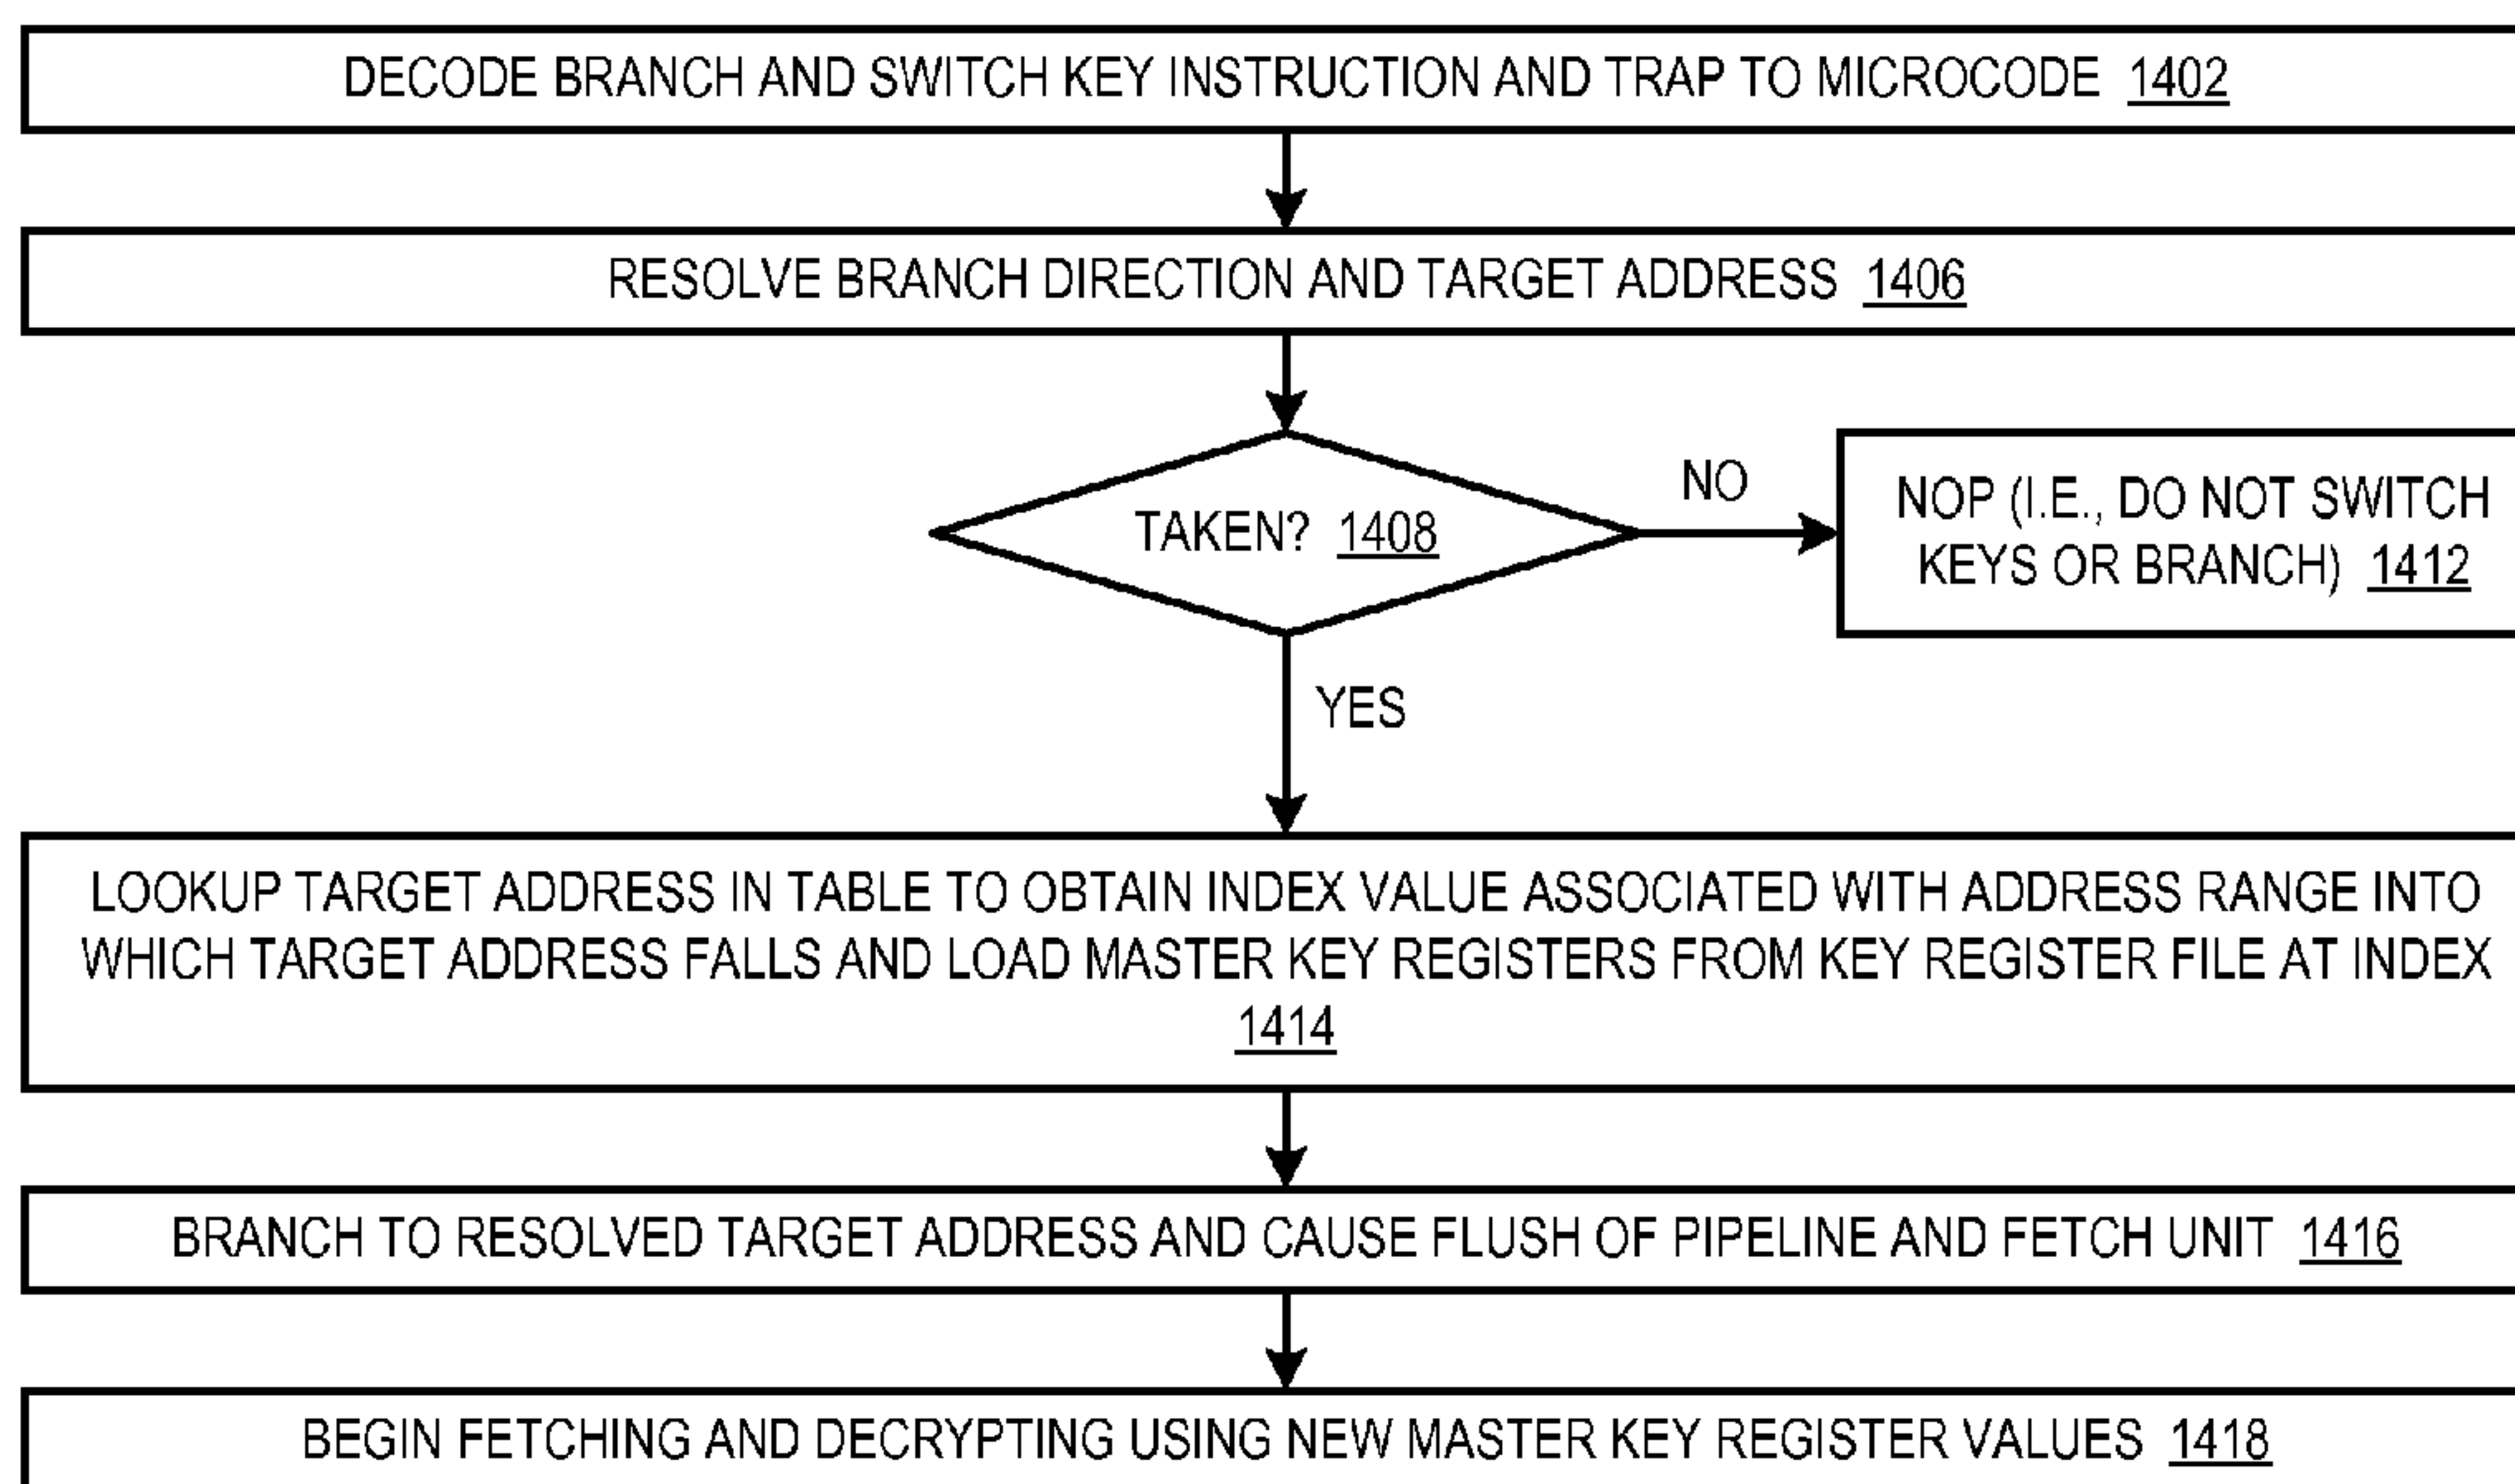 DECODE BRANCH AND SWITCH KEY INSTRUCTION AND TRAP TO MICROCODE 1402
RESOLVE BRANCH DIRECTION AND TARGET ADDRESS 1406
TAKEN? 1408
NO
NOP (I.E., DO NOT SWITCH
KEYS OR BRANCH) 1412
YES
LOOKUP TARGET ADDRESS IN TABLE TO OBTAIN INDEX VALUE ASSOCIATED WITH ADDRESS RANGE INTO
WHICH TARGET ADDRESS FALLS AND LOAD MASTER KEY REGISTERS FROM KEY REGISTER FILE AT INDEX
1414
BRANCH TO RESOLVED TARGET ADDRESS AND CAUSE FLUSH OF PIPELINE AND FETCH UNIT 1416
BEGIN FETCHING AND DECRYPTING USING NEW MASTER KEY REGISTER VALUES 1418